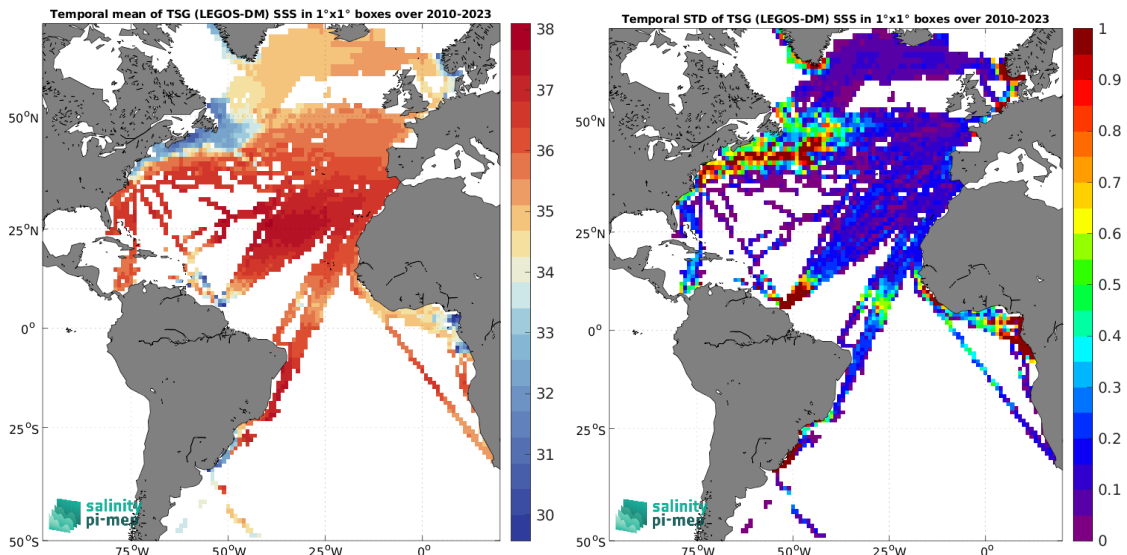 Temporal mean of TSG (LEGOS-DM) SSS in 1°x1° boxes over 2010-2023
50°N
25°N
0°
25°S
50°S
75°W
50°W
25°W
0°
38
37
36
35
34
33
32
31
30
salinity
pi-mep
Temporal STD of TSG (LEGOS-DM) SSS in 1°x1° boxes over 2010-2023
50°N
25°N
0°
25°S
50°S
75°W
50°W
25°W
0°
1
0.9
0.8
0.7
0.6
0.5
0.4
0.3
0.2
0.1
0
salinity
pi-mep